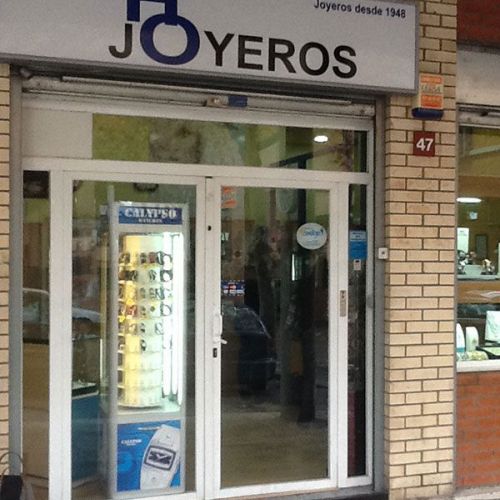 Joyeros desde 1948
HO
JOYEROS
47
CALYPSO
WATCHES
CALYPSO